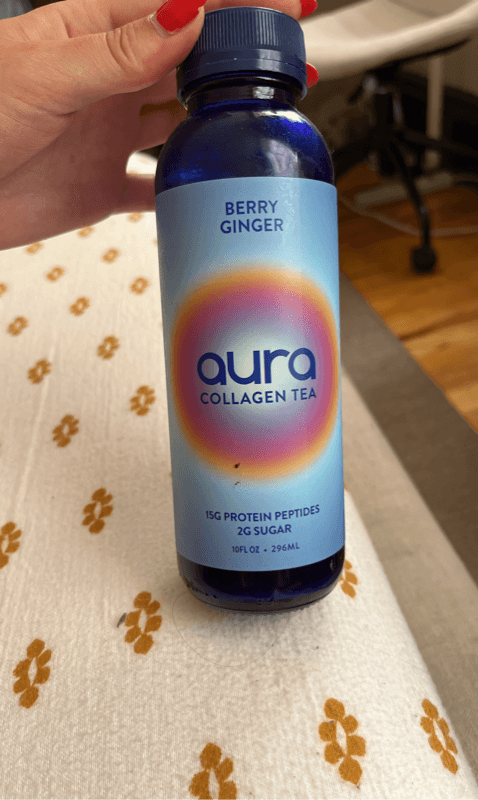 BERRY
GINGER
aura
COLLAGEN TEA
15G PROTEIN PEPTIDES
2G SUGAR
10FL OZ • 296ML